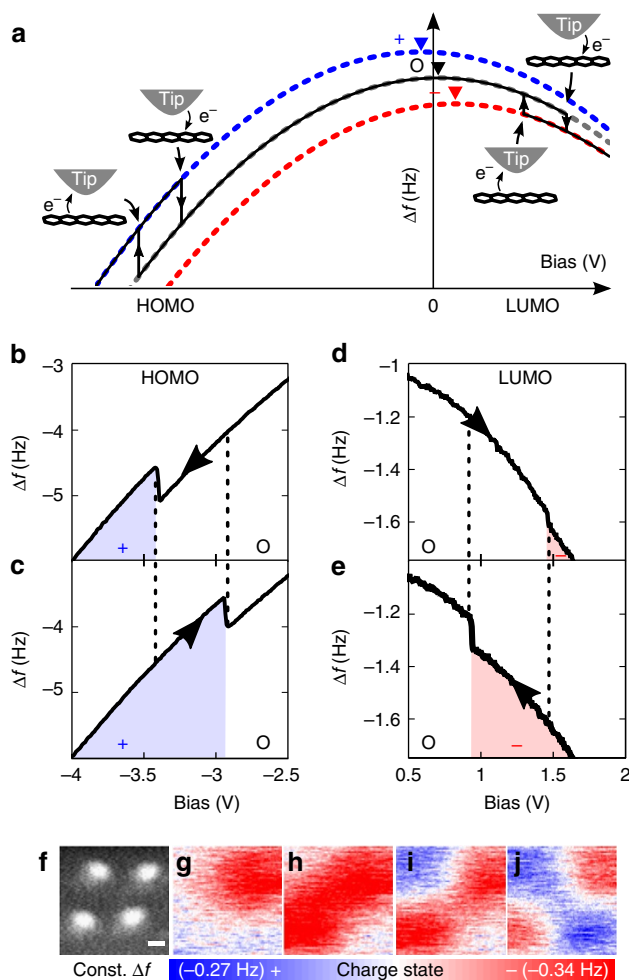 a
+
O
−
Tip
e−
Tip
e−
Tip
e−
Tip
e−
Δf (Hz)
Bias (V)
HOMO
0
LUMO
b
d
−3
−4
−5
Δf (Hz)
HOMO
+
O
−1
−1.2
−1.4
−1.6
Δf (Hz)
LUMO
O
−
c
e
−4
−5
Δf (Hz)
+
O
−1.2
−1.4
−1.6
Δf (Hz)
O
−
−4
−3.5
−3
−2.5
Bias (V)
0.5
1
1.5
2
Bias (V)
f
g
h
i
j
Const. Δf
(−0.27 Hz) +
Charge state
− (−0.34 Hz)